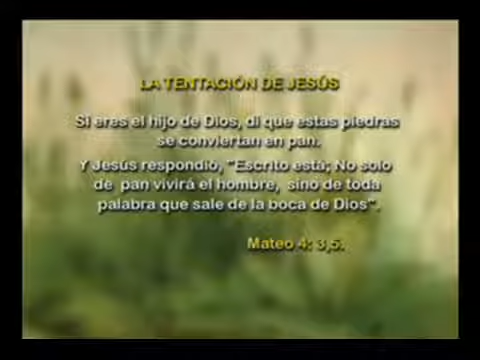 LA TENTACIÓN DE JESÚS
Si eres el hijo de Dios, di que estas piedras
se conviertan en pan.
Y Jesús respondió, "Escrito está; No solo
de pan vivirá el hombre, sino de toda
palabra que sale de la boca de Dios".
Mateo 4: 3,5.